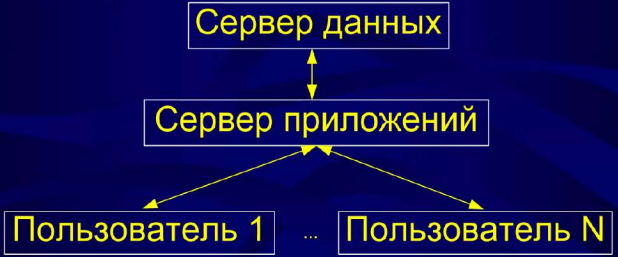 Сервер данных
Сервер приложений
Пользователь 1 ... Пользователь N